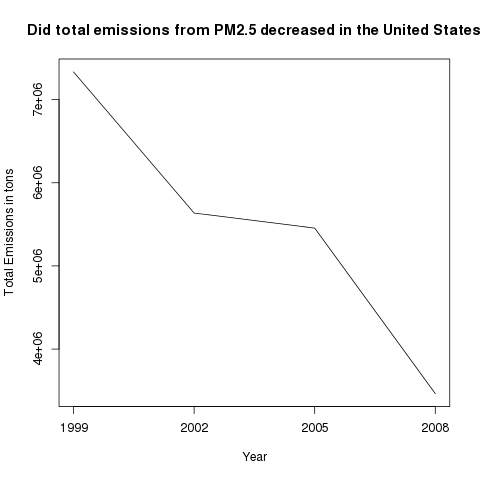 Did total emissions from PM2.5 decreased in the United States
Total Emissions in tons
7e+06
6e+06
5e+06
4e+06
1999
2002
2005
2008
Year